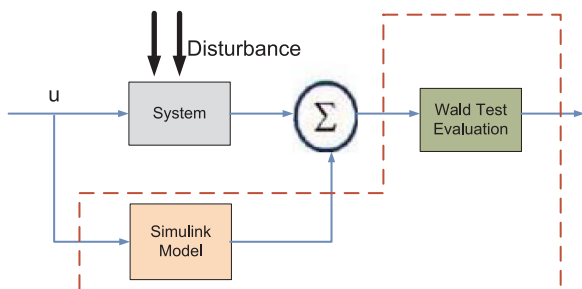 Disturbance
u
System
Σ
Wald Test
Evaluation
Simulink
Model